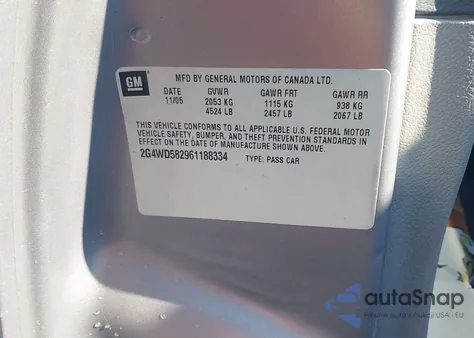 GM
MFD BY GENERAL MOTORS OF CANADA LTD.
DATE GVWR GAWR FRT GAWR RR
11/05 2053 KG 1115 KG 938 KG
4524 LB 2457 LB 2067 LB
THIS VEHICLE CONFORMS TO ALL APPLICABLE U.S. FEDERAL MOTOR
VEHICLE SAFETY, BUMPER, AND THEFT PREVENTION STANDARDS IN
EFFECT ON THE DATE OF MANUFACTURE SHOWN ABOVE.
2G4WD582961188334 TYPE: PASS CAR
autoSnap